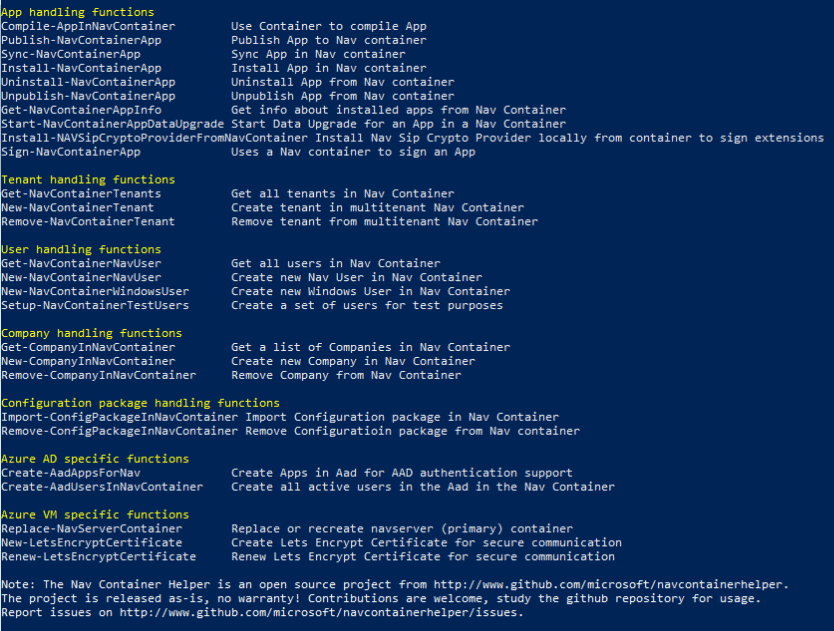 App handling functions
Compile-AppInNavContainer Use Container to compile App
Publish-NavContainerApp Publish App to Nav container
Sync-NavContainerApp Sync App in Nav container
Install-NavContainerApp Install App in Nav container
Uninstall-NavContainerApp Uninstall App from Nav container
Unpublish-NavContainerApp Unpublish App from Nav container
Get-NavContainerAppInfo Get info about installed apps from Nav Container
Start-NavContainerAppDataUpgrade Start Data Upgrade for an App in a Nav Container
Install-NAVSipCryptoProviderFromNavContainer Install Nav Sip Crypto Provider locally from container to sign extensions
Sign-NavContainerApp Uses a Nav container to sign an App
Tenant handling functions
Get-NavContainerTenants Get all tenants in Nav Container
New-NavContainerTenant Create tenant in multitenant Nav Container
Remove-NavContainerTenant Remove tenant from multitenant Nav Container
User handling functions
Get-NavContainerNavUser Get all users in Nav Container
New-NavContainerNavUser Create new Nav User in Nav Container
New-NavContainerWindowsUser Create new Windows User in Nav Container
Setup-NavContainerTestUsers Create a set of users for test purposes
Company handling functions
Get-CompanyInNavContainer Get a list of Companies in Nav Container
New-CompanyInNavContainer Create new Company in Nav Container
Remove-CompanyInNavContainer Remove Company from Nav Container
Configuration package handling functions
Import-ConfigPackageInNavContainer Import Configuration package in Nav Container
Remove-ConfigPackageInNavContainer Remove Configuratioin package from Nav container
Azure AD specific functions
Create-AadAppsForNav Create Apps in Aad for AAD authentication support
Create-AadUsersInNavContainer Create all active users in the Aad in the Nav Container
Azure VM specific functions
Replace-NavServerContainer Replace or recreate navserver (primary) container
New-LetsEncryptCertificate Create Lets Encrypt Certificate for secure communication
Renew-LetsEncryptCertificate Renew Lets Encrypt Certificate for secure communication
Note: The Nav Container Helper is an open source project from http://www.github.com/microsoft/navcontainerhelper.
The project is released as-is, no warranty! Contributions are welcome, study the github repository for usage.
Report issues on http://www.github.com/microsoft/navcontainerhelper/issues.